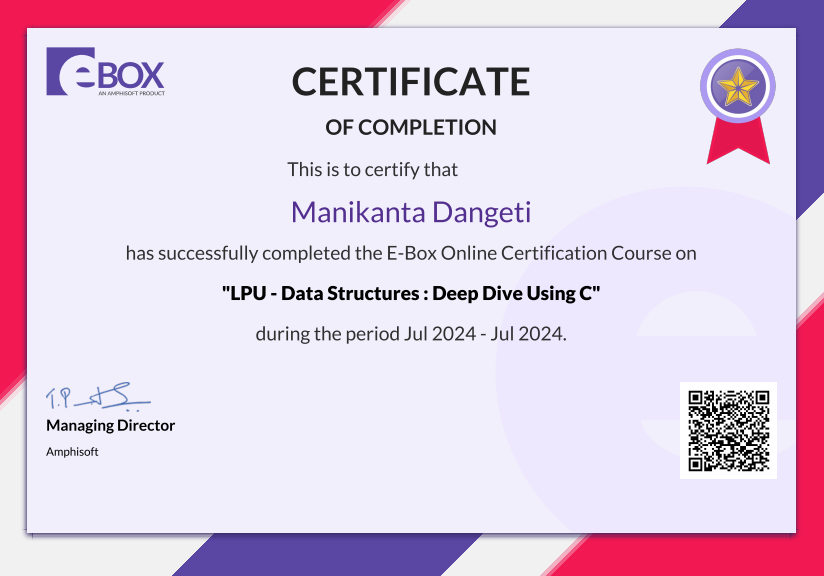 eBOX
AN AMPHISOFT PRODUCT
CERTIFICATE
OF COMPLETION
This is to certify that
Manikanta Dangeti
has successfully completed the E-Box Online Certification Course on
"LPU - Data Structures : Deep Dive Using C"
during the period Jul 2024 - Jul 2024.
Managing Director
Amphisoft